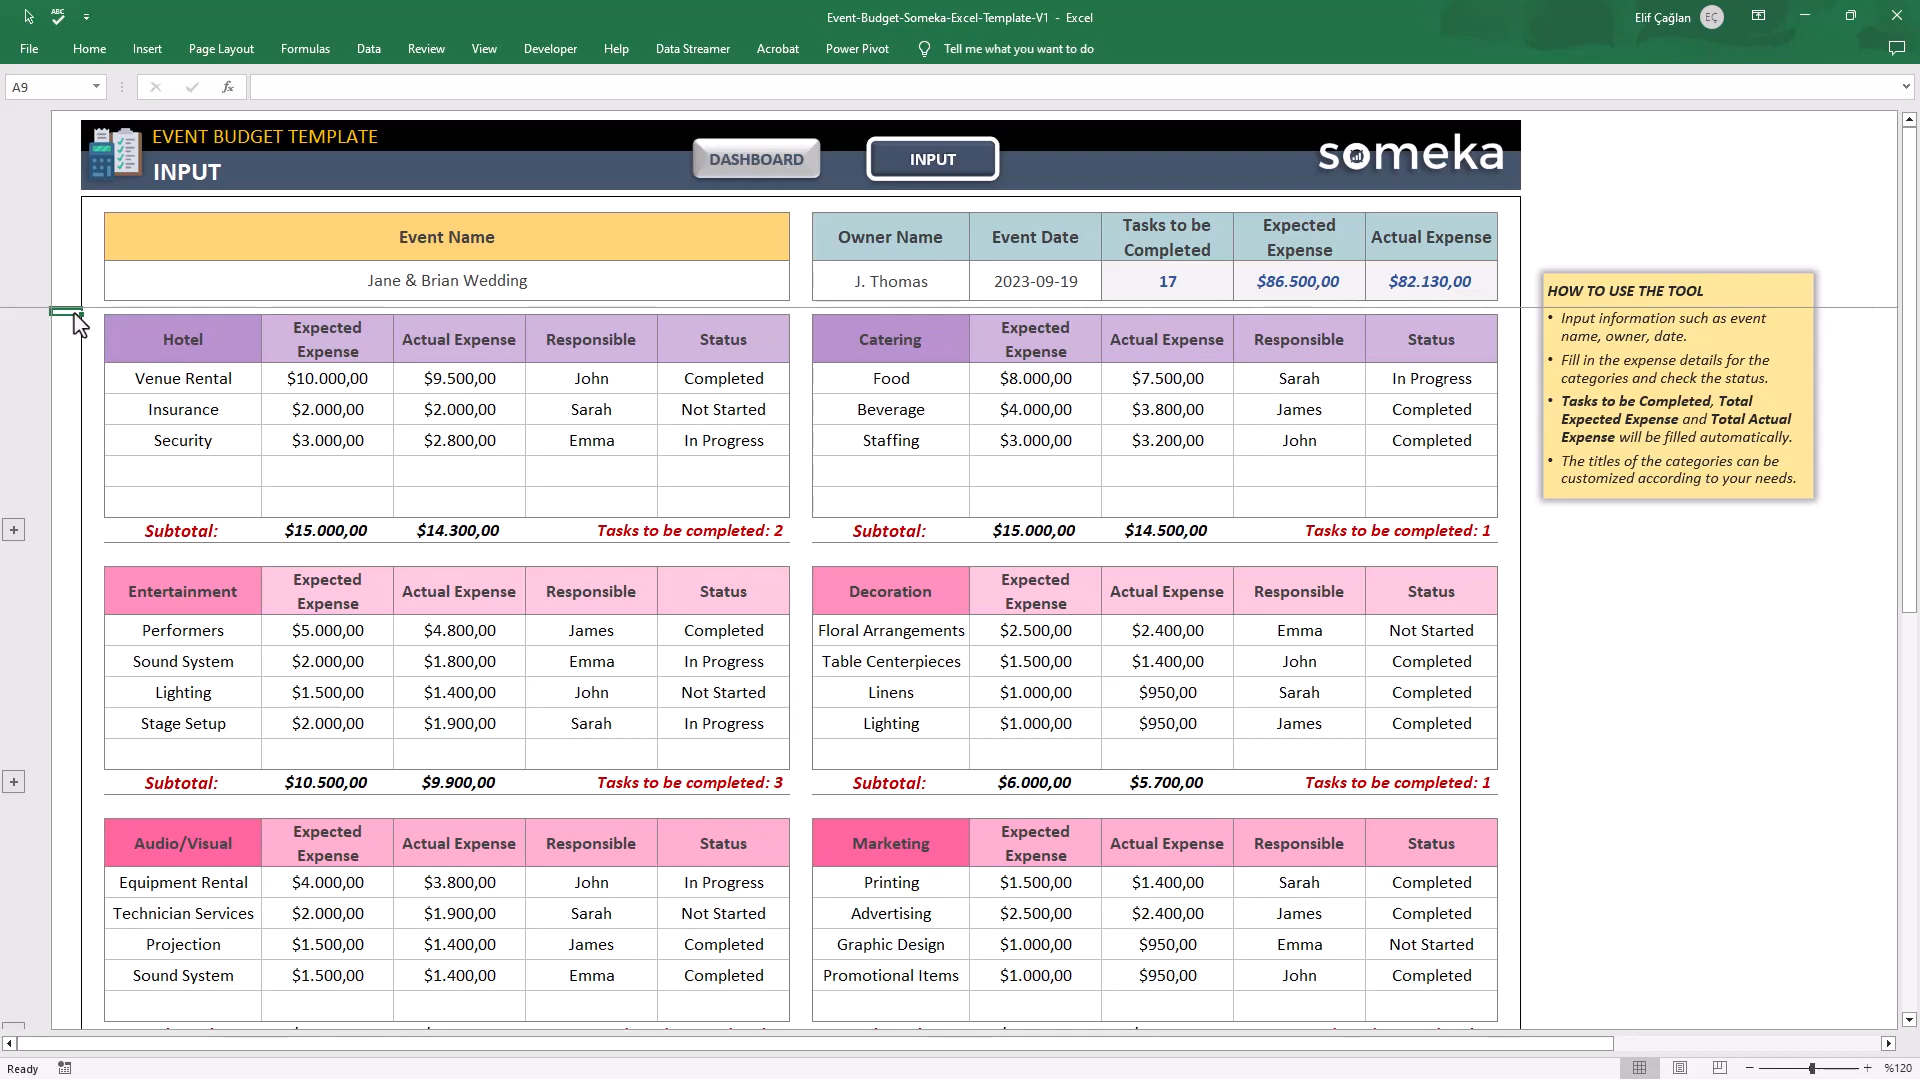 ABC
Event-Budget-Someka-Excel-Template-V1 - Excel
Elif Çağlan EÇ
File Home Insert Page Layout Formulas Data Review View Developer Help Data Streamer Acrobat Power Pivot Tell me what you want to do
A9 fx
EVENT BUDGET TEMPLATE
INPUT
DASHBOARD INPUT
someka
Event Name
Jane & Brian Wedding
Owner Name Event Date Tasks to be Completed Expected Expense Actual Expense
J. Thomas 2023-09-19 17 $86.500,00 $82.130,00
HOW TO USE THE TOOL
• Input information such as event
name, owner, date.
• Fill in the expense details for the
categories and check the status.
• Tasks to be Completed, Total
Expected Expense and Total Actual
Expense will be filled automatically.
• The titles of the categories can be
customized according to your needs.
Hotel Expected Expense Actual Expense Responsible Status
Venue Rental $10.000,00 $9.500,00 John Completed
Insurance $2.000,00 $2.000,00 Sarah Not Started
Security $3.000,00 $2.800,00 Emma In Progress
Subtotal: $15.000,00 $14.300,00 Tasks to be completed: 2
Catering Expected Expense Actual Expense Responsible Status
Food $8.000,00 $7.500,00 Sarah In Progress
Beverage $4.000,00 $3.800,00 James Completed
Staffing $3.000,00 $3.200,00 John Completed
Subtotal: $15.000,00 $14.500,00 Tasks to be completed: 1
Entertainment Expected Expense Actual Expense Responsible Status
Performers $5.000,00 $4.800,00 James Completed
Sound System $2.000,00 $1.800,00 Emma In Progress
Lighting $1.500,00 $1.400,00 John Not Started
Stage Setup $2.000,00 $1.900,00 Sarah In Progress
Subtotal: $10.500,00 $9.900,00 Tasks to be completed: 3
Decoration Expected Expense Actual Expense Responsible Status
Floral Arrangements $2.500,00 $2.400,00 Emma Not Started
Table Centerpieces $1.500,00 $1.400,00 John Completed
Linens $1.000,00 $950,00 Sarah Completed
Lighting $1.000,00 $950,00 James Completed
Subtotal: $6.000,00 $5.700,00 Tasks to be completed: 1
Audio/Visual Expected Expense Actual Expense Responsible Status
Equipment Rental $4.000,00 $3.800,00 John In Progress
Technician Services $2.000,00 $1.900,00 Sarah Not Started
Projection $1.500,00 $1.400,00 James Completed
Sound System $1.500,00 $1.400,00 Emma Completed
Marketing Expected Expense Actual Expense Responsible Status
Printing $1.500,00 $1.400,00 Sarah Completed
Advertising $2.500,00 $2.400,00 James Completed
Graphic Design $1.000,00 $950,00 Emma Not Started
Promotional Items $1.000,00 $950,00 John Completed
Ready %120